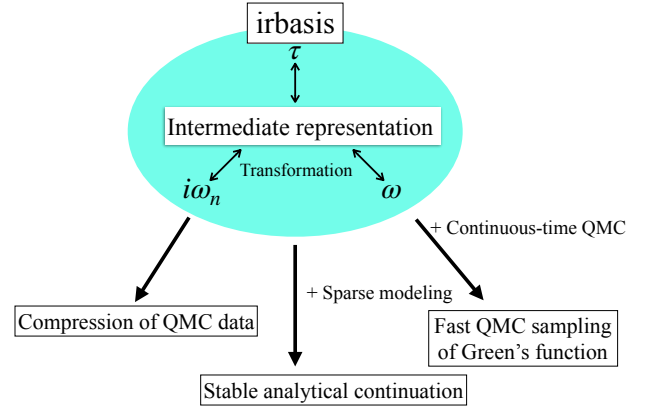 irbasis
τ
Intermediate representation
Transformation
iωₙ
ω
+ Continuous-time QMC
+ Sparse modeling
Compression of QMC data
Fast QMC sampling
of Green's function
Stable analytical continuation